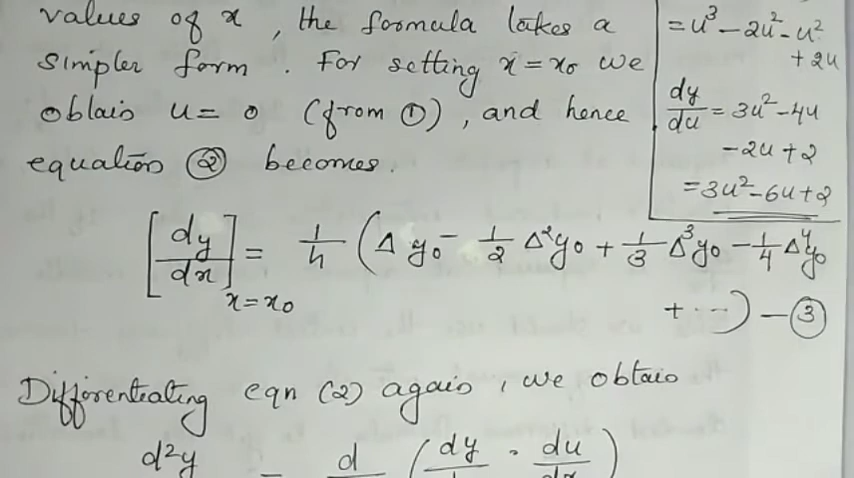 values of x, the formula takes a
simpler form. For setting x = x₀ we
obtain u = 0 (from ①), and hence
equation ② becomes.
= u³ - 2u² - u²
+ 2u
dy/du = 3u² - 4u
- 2u + 2
= 3u² - 6u + 2
[dy/dx] x = x₀ = 1/h (Δy₀ - 1/2 Δ²y₀ + 1/3 Δ³y₀ - 1/4 Δ⁴y₀
+ ...) - ③
Differentiating eqn (2) again, we obtain
d²y = d (dy · du/dx)